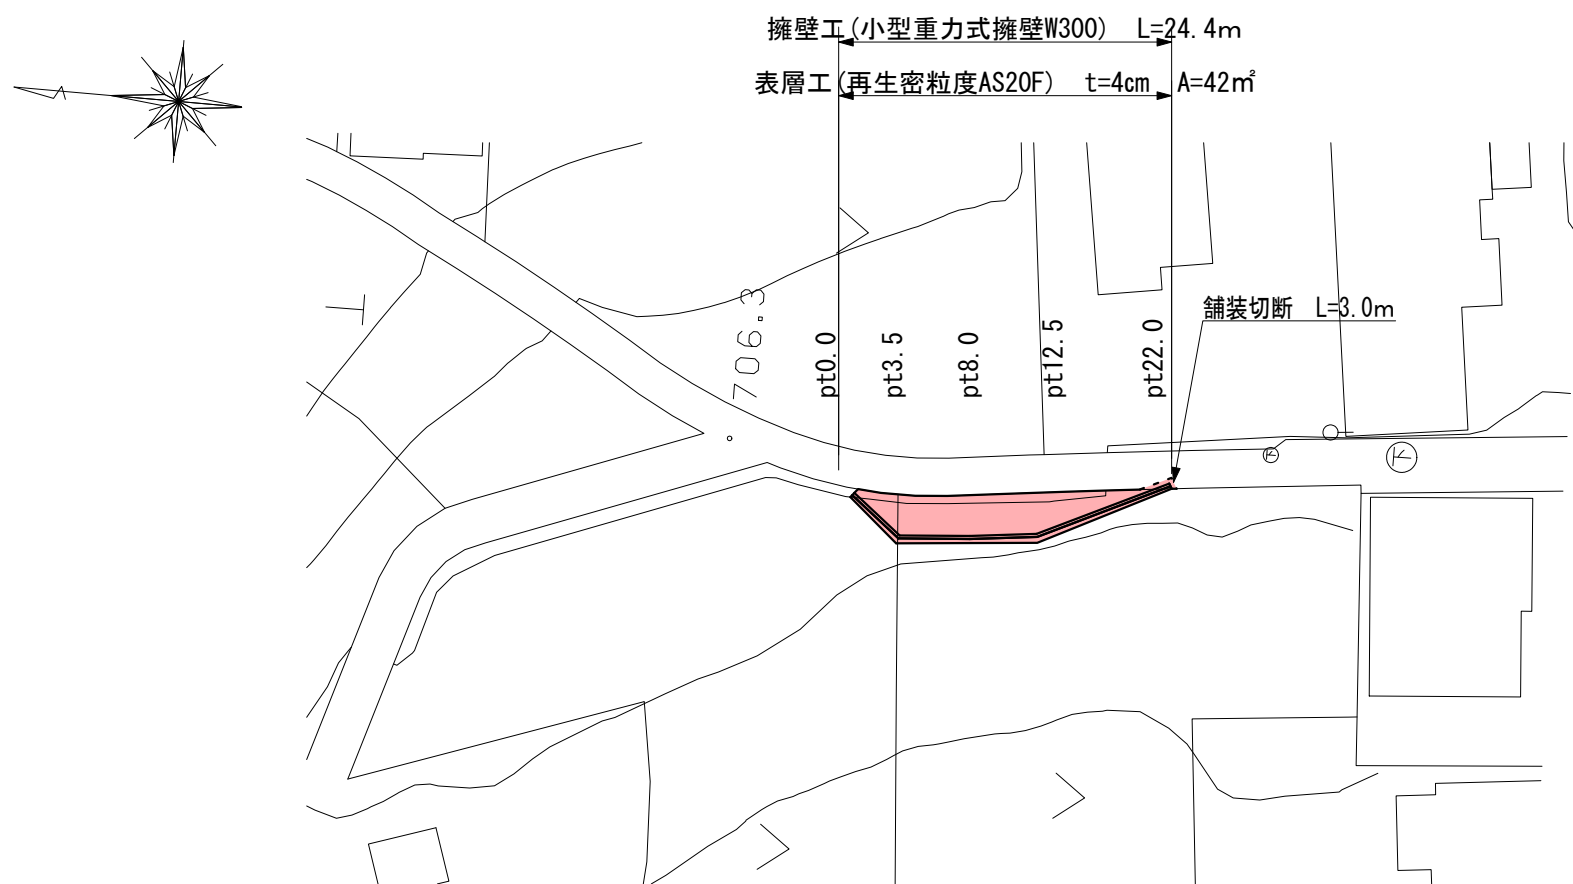 擁壁工(小型重力式擁壁W300) L=24.4m
表層工(再生密粒度AS20F) t=4cm A=42㎡
舗装切断 L=3.0m
706.3
pt0.0
pt3.5
pt8.0
pt12.5
pt22.0